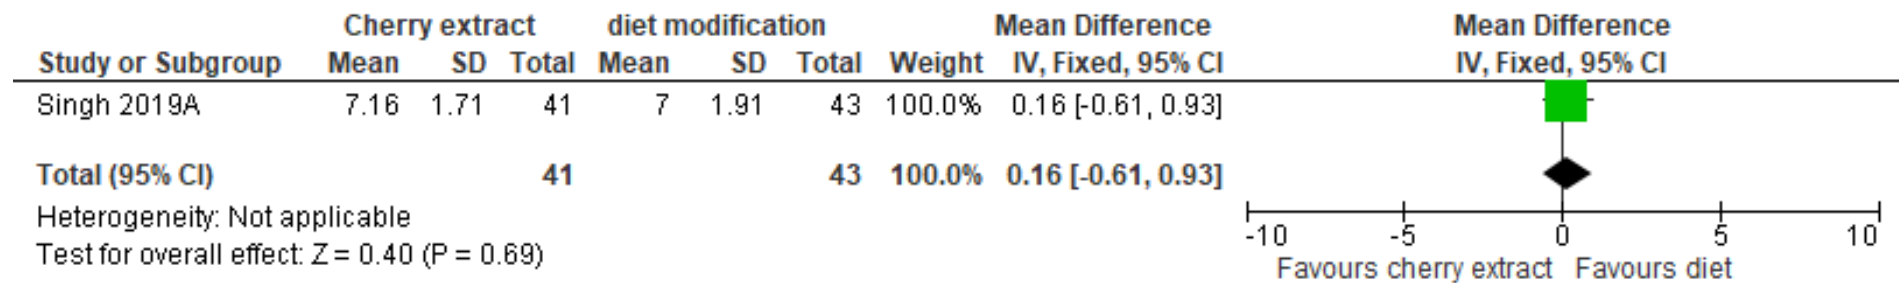 Cherry extract diet modification Mean Difference Mean Difference
Study or Subgroup Mean SD Total Mean SD Total Weight IV, Fixed, 95% CI IV, Fixed, 95% CI
Singh 2019A 7.16 1.71 41 7 1.91 43 100.0% 0.16 [-0.61, 0.93]
Total (95% CI) 41 43 100.0% 0.16 [-0.61, 0.93]
Heterogeneity: Not applicable
Test for overall effect: Z = 0.40 (P = 0.69)
-10 -5 0 5 10
Favours cherry extract Favours diet